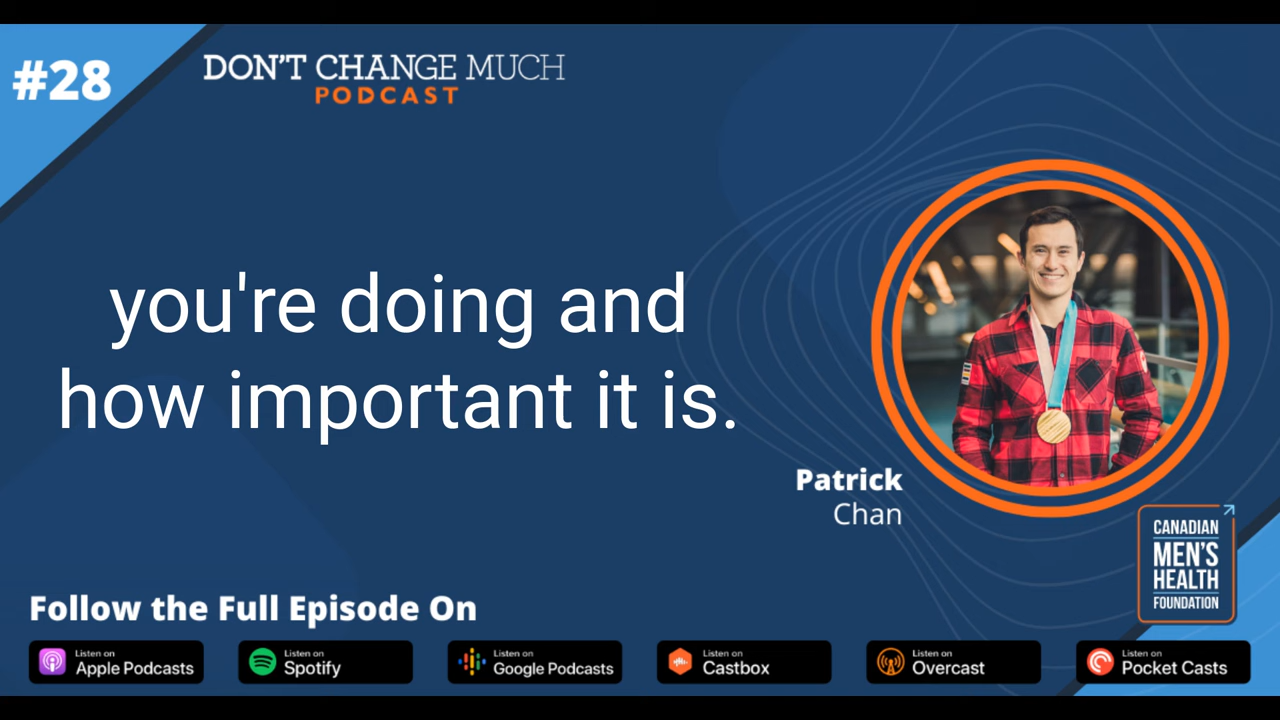 #28
DON'T CHANGE MUCH
PODCAST
you're doing and
how important it is.
Patrick
Chan
CANADIAN
MEN'S
HEALTH
FOUNDATION
Follow the Full Episode On
Listen on
Apple Podcasts
Listen on
Spotify
Listen on
Google Podcasts
Listen on
Castbox
Listen on
Overcast
Listen on
Pocket Casts